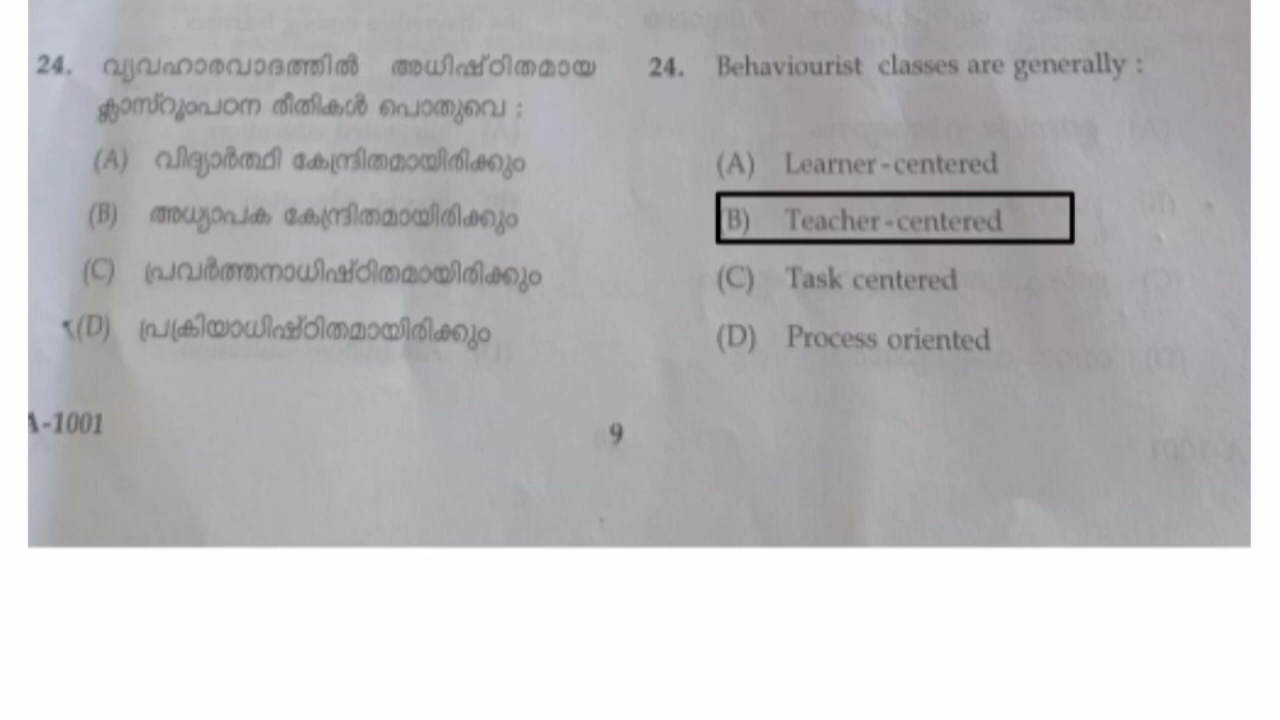 24. വ്യവഹാരവാദത്തിൽ അധിഷ്ഠിതമായ
ക്ലാസ്റൂംപഠന രീതികൾ പൊതുവെ :
(A) വിദ്യാർത്ഥി കേന്ദ്രിതമായിരിക്കും
(B) അധ്യാപക കേന്ദ്രിതമായിരിക്കും
(C) പ്രവർത്തനാധിഷ്ഠിതമായിരിക്കും
(D) പ്രക്രിയാധിഷ്ഠിതമായിരിക്കും
24. Behaviourist classes are generally :
(A) Learner-centered
B) Teacher-centered
(C) Task centered
(D) Process oriented
A-1001
9